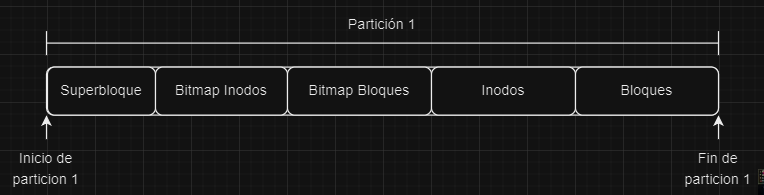 Partición 1
Superbloque
Bitmap Inodos
Bitmap Bloques
Inodos
Bloques
Inicio de
particion 1
Fin de
particion 1